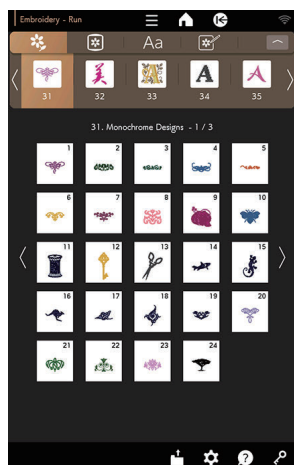 Embroidery - Run
Aa
美 A A A
31 32 33 34 35
31. Monochrome Designs - 1 / 3
1 2 3 4 5
6 7 8 9 10
11 12 13 14 15
16 17 18 19 20
21 22 23 24
?